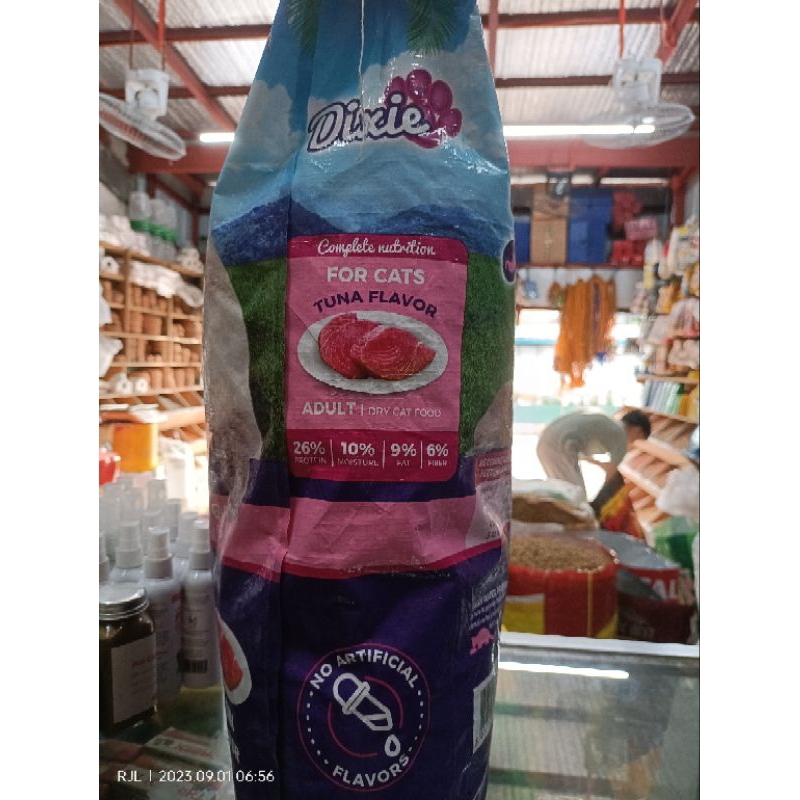 Dixie
Complete nutrition
FOR CATS
TUNA FLAVOR
ADULT | DRY CAT FOOD
26% | 10% | 9% | 6%
PROTEIN | MOISTURE | FAT | FIBER
NO ARTIFICIAL
FLAVORS
RJL | 2023.09.01 06:56